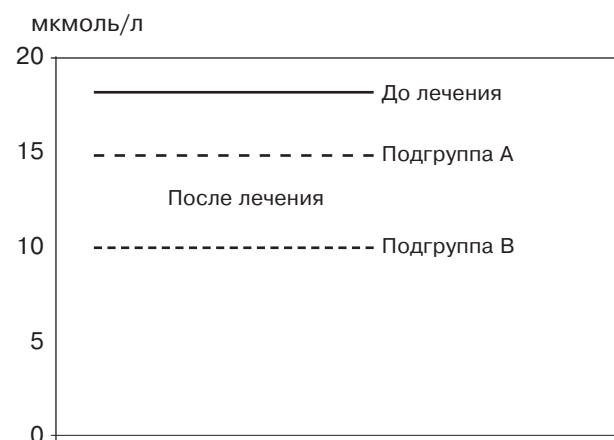 мкмоль/л
20
До лечения
15
Подгруппа А
После лечения
10
Подгруппа В
5
0